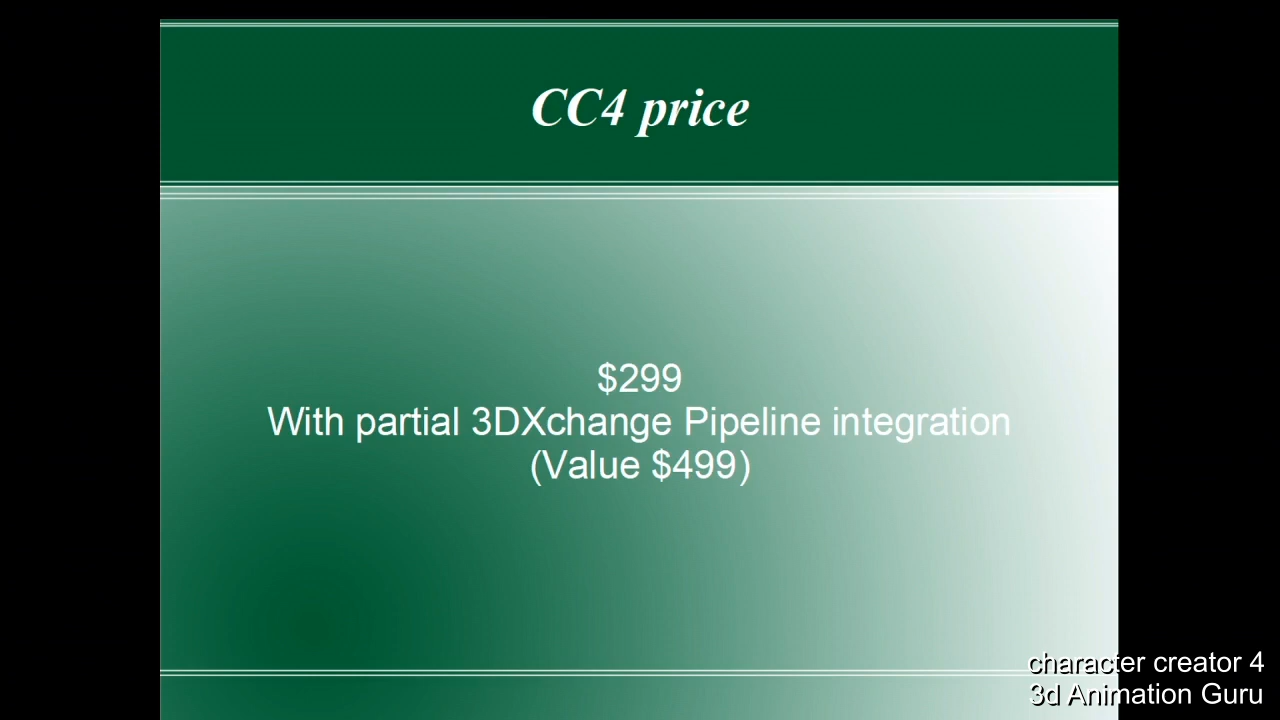 CC4 price
$299
With partial 3DXchange Pipeline integration
(Value $499)
character creator 4
3d Animation Guru